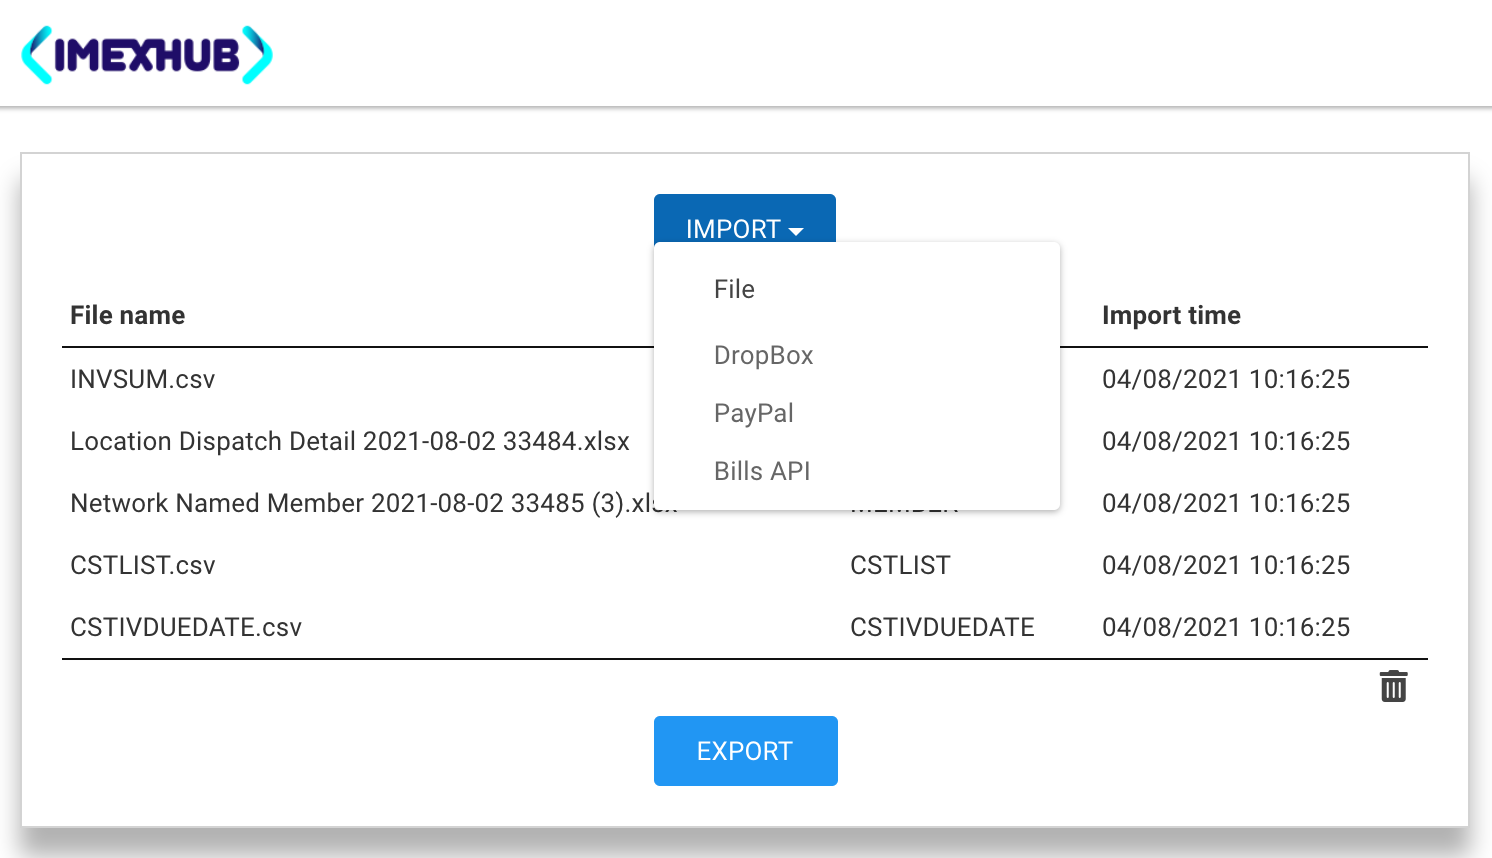 IMEXHUB
IMPORT
File
DropBox
PayPal
Bills API
File name Import time
INVSUM.csv 04/08/2021 10:16:25
Location Dispatch Detail 2021-08-02 33484.xlsx 04/08/2021 10:16:25
Network Named Member 2021-08-02 33485 (3).xlsx MEMBER 04/08/2021 10:16:25
CSTLIST.csv CSTLIST 04/08/2021 10:16:25
CSTIVDUEDATE.csv CSTIVDUEDATE 04/08/2021 10:16:25
EXPORT